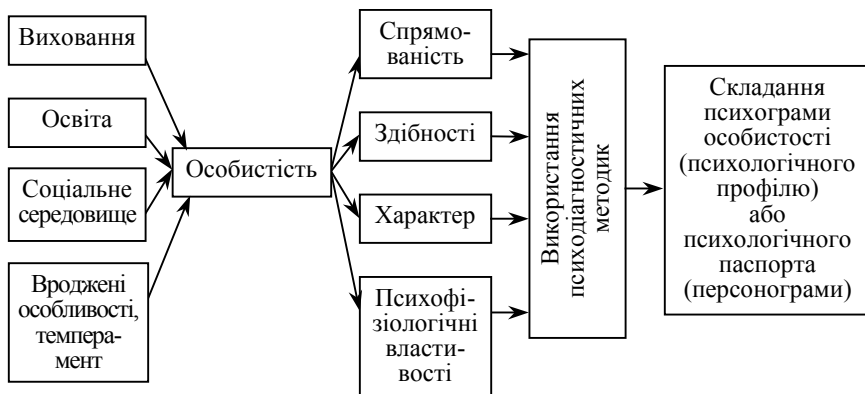 Виховання
Освіта
Соціальне
середовище
Вроджені
особливості,
темпера-
мент
Особистість
Спрямо-
ваність
Здібності
Характер
Психофі-
зіологічні
власти-
вості
Використання
психодіагностичних
методик
Складання
психограми
особистості
(психологічного
профілю)
або
психологічного
паспорта
(персонограми)